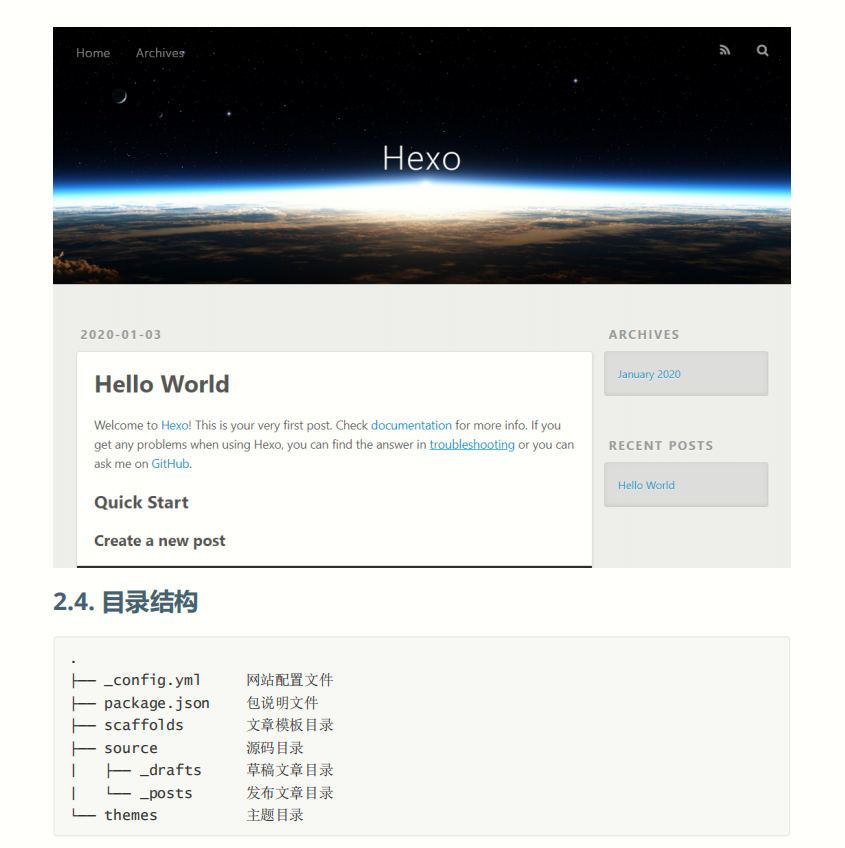 Home Archives
Hexo
2020-01-03
Hello World
Welcome to Hexo! This is your very first post. Check documentation for more info. If you
get any problems when using Hexo, you can find the answer in troubleshooting or you can
ask me on GitHub.
Quick Start
Create a new post
ARCHIVES
January 2020
RECENT POSTS
Hello World
2.4. 目录结构
.
├── _config.yml 网站配置文件
├── package.json 包说明文件
├── scaffolds 文章模板目录
├── source 源码目录
|   ├── _drafts 草稿文章目录
|   └── _posts 发布文章目录
└── themes 主题目录